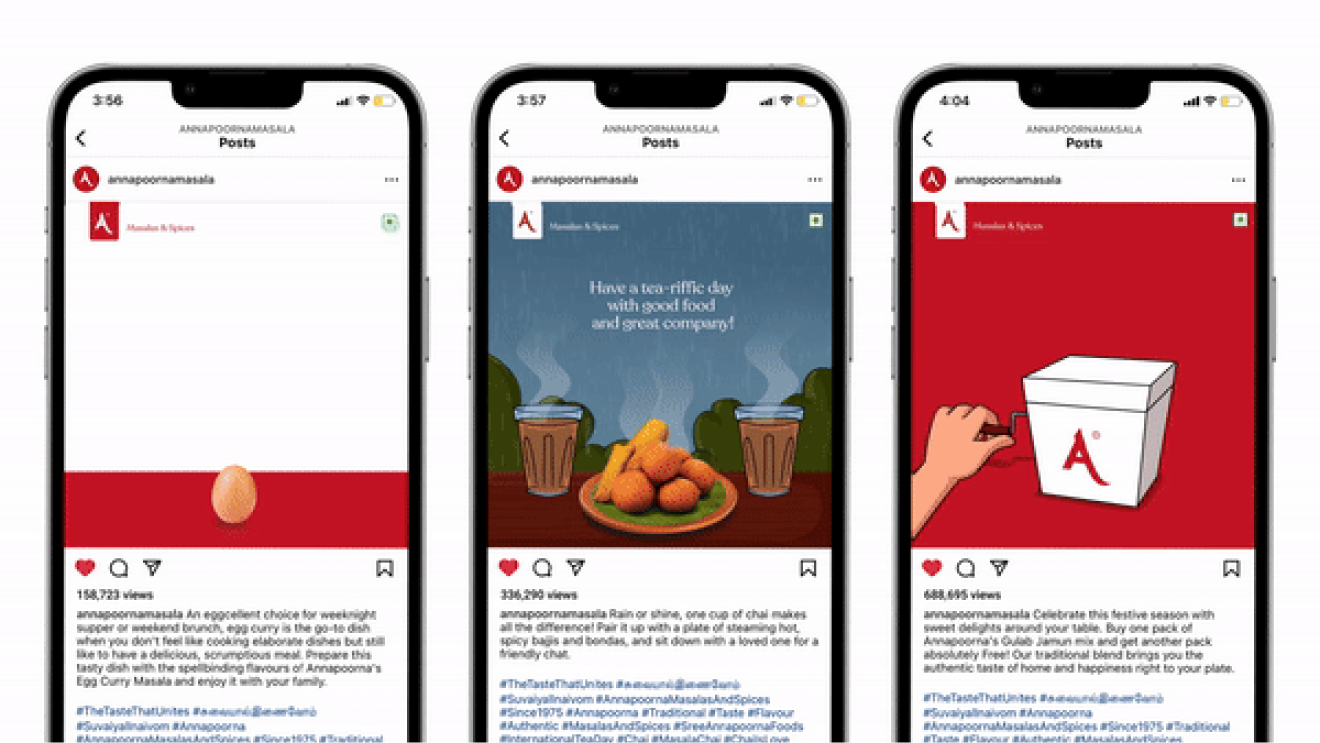 3:56
ANNAPOORNAMASALA
Posts
annapoornamasala
Masalas & Spices
158,723 views
annapoornamasala An eggcellent choice for weeknight
supper or weekend brunch, egg curry is the go-to dish
when you don't feel like cooking elaborate dishes but still
like to have a delicious, scrumptious meal. Prepare this
tasty dish with the spellbinding flavours of Annapoorna's
Egg Curry Masala and enjoy it with your family.
#TheTasteThatUnites
#SuvaiyalInaivom #Annapoorna
#AnnapoornaMasalasAndSpices #Since1975 #Traditional
3:57
ANNAPOORNAMASALA
Posts
annapoornamasala
Masalas & Spices
Have a tea-riffic day
with good food
and great company!
336,290 views
annapoornamasala Rain or shine, one cup of chai makes
all the difference! Pair it up with a plate of steaming hot,
spicy bajjis and bondas, and sit down with a loved one for a
friendly chat.
#TheTasteThatUnites
#SuvaiyalInaivom #AnnapoornaMasalasAndSpices
#Since1975 #Annapoorna #Traditional #Taste #Flavour
#Authentic #MasalasAndSpices #SreeAnnapoornaFoods
#InternationalTeaDay #Chai #MasalaChai #ChaiIsLove
4:04
ANNAPOORNAMASALA
Posts
annapoornamasala
Masalas & Spices
688,695 views
annapoornamasala Celebrate this festive season with
sweet delights around your table. Buy one pack of
Annapoorna's Gulab Jamun mix and get another pack
absolutely Free! Our traditional blend brings you the
authentic taste of home and happiness right to your plate.
#TheTasteThatUnites
#SuvaiyalInaivom #Annapoorna
#AnnapoornaMasalasAndSpices #Since1975 #Traditional
#Taste #Flavour #Authentic #MasalasAndSpices